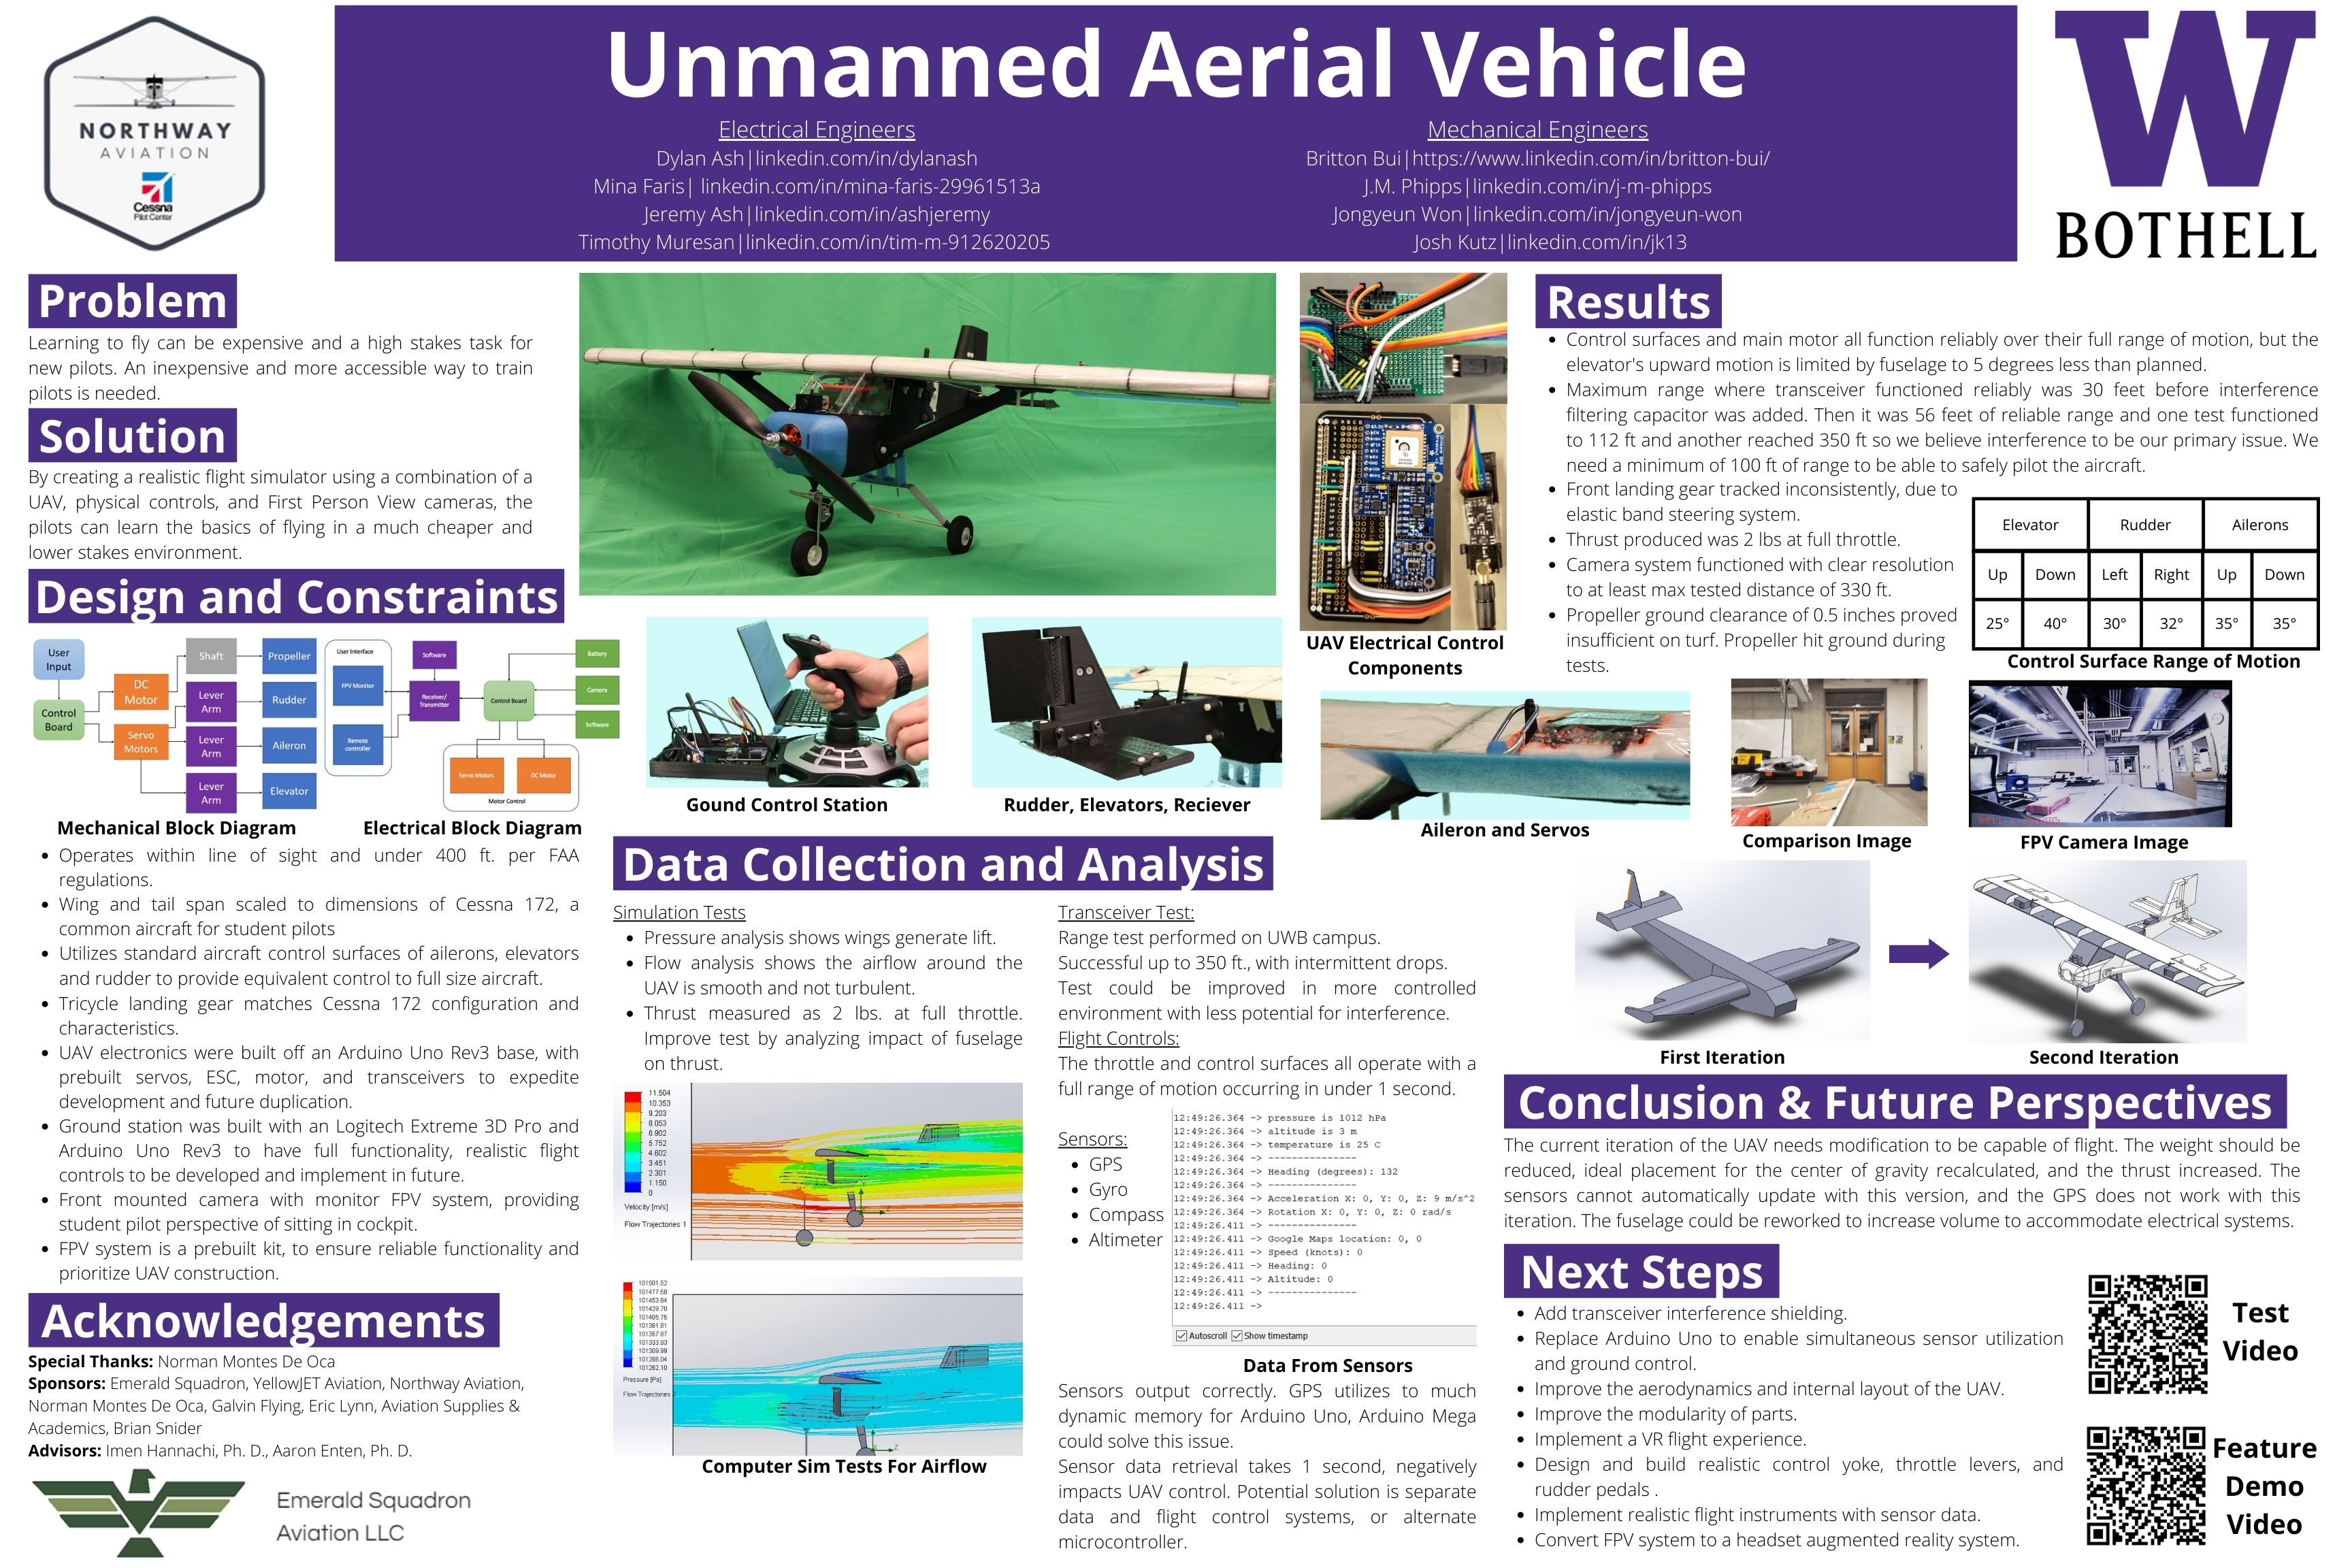 NORTHWAY
AVIATION
Cessna
Pilot Center
Unmanned Aerial Vehicle
Electrical Engineers
Dylan Ash|linkedin.com/in/dylanash
Mina Faris| linkedin.com/in/mina-faris-29961513a
Jeremy Ash|linkedin.com/in/ashjeremy
Timothy Muresan|linkedin.com/in/tim-m-912620205
Mechanical Engineers
Britton Bui|https://www.linkedin.com/in/britton-bui/
J.M. Phipps|linkedin.com/in/j-m-phipps
Jongyeun Won|linkedin.com/in/jongyeun-won
Josh Kutz|linkedin.com/in/jk13
W
BOTHELL
Problem
Learning to fly can be expensive and a high stakes task for
new pilots. An inexpensive and more accessible way to train
pilots is needed.
Solution
By creating a realistic flight simulator using a combination of a
UAV, physical controls, and First Person View cameras, the
pilots can learn the basics of flying in a much cheaper and
lower stakes environment.
Design and Constraints
User
Input
Control
Board
DC
Motor
Servo
Motors
Shaft
Lever
Arm
Lever
Arm
Lever
Arm
Propeller
Rudder
Aileron
Elevator
Mechanical Block Diagram
User Interface
FPV Monitor
Remote
controller
Software
Receiver/
Transmitter
Control Board
Battery
Camera
Software
Servo Motors
DC Motor
Motor Control
Electrical Block Diagram
• Operates within line of sight and under 400 ft. per FAA
regulations.
• Wing and tail span scaled to dimensions of Cessna 172, a
common aircraft for student pilots
• Utilizes standard aircraft control surfaces of ailerons, elevators
and rudder to provide equivalent control to full size aircraft.
• Tricycle landing gear matches Cessna 172 configuration and
characteristics.
• UAV electronics were built off an Arduino Uno Rev3 base, with
prebuilt servos, ESC, motor, and transceivers to expedite
development and future duplication.
• Ground station was built with an Logitech Extreme 3D Pro and
Arduino Uno Rev3 to have full functionality, realistic flight
controls to be developed and implement in future.
• Front mounted camera with monitor FPV system, providing
student pilot perspective of sitting in cockpit.
• FPV system is a prebuilt kit, to ensure reliable functionality and
prioritize UAV construction.
Acknowledgements
Special Thanks: Norman Montes De Oca
Sponsors: Emerald Squadron, YellowJET Aviation, Northway Aviation,
Norman Montes De Oca, Galvin Flying, Eric Lynn, Aviation Supplies &
Academics, Brian Snider
Advisors: Imen Hannachi, Ph. D., Aaron Enten, Ph. D.
Emerald Squadron
Aviation LLC
Gound Control Station
Rudder, Elevators, Reciever
UAV Electrical Control
Components
Data Collection and Analysis
Simulation Tests
• Pressure analysis shows wings generate lift.
• Flow analysis shows the airflow around the
UAV is smooth and not turbulent.
• Thrust measured as 2 lbs. at full throttle.
Improve test by analyzing impact of fuselage
on thrust.
11.504
10.353
9.203
8.053
6.902
5.752
4.602
3.451
2.301
1.150
0
Velocity [m/s]
Flow Trajectories 1
101501.52
101477.58
101453.64
101429.70
101405.75
101381.81
101357.87
101333.93
101309.99
101286.04
101262.10
Pressure [Pa]
Flow Trajectories
Computer Sim Tests For Airflow
Transceiver Test:
Range test performed on UWB campus.
Successful up to 350 ft., with intermittent drops.
Test could be improved in more controlled
environment with less potential for interference.
Flight Controls:
The throttle and control surfaces all operate with a
full range of motion occurring in under 1 second.
Sensors:
• GPS
• Gyro
• Compass
• Altimeter
12:49:26.364 -> pressure is 1012 hPa
12:49:26.364 -> altitude is 3 m
12:49:26.364 -> temperature is 25 C
12:49:26.364 -> ---------------
12:49:26.364 -> Heading (degrees): 132
12:49:26.364 -> ---------------
12:49:26.364 -> Acceleration X: 0, Y: 0, Z: 9 m/s^2
12:49:26.364 -> Rotation X: 0, Y: 0, Z: 0 rad/s
12:49:26.411 -> ---------------
12:49:26.411 -> Google Maps location: 0, 0
12:49:26.411 -> Speed (knots): 0
12:49:26.411 -> Heading: 0
12:49:26.411 -> Altitude: 0
12:49:26.411 -> ---------------
12:49:26.411 ->
Autoscroll Show timestamp
Data From Sensors
Sensors output correctly. GPS utilizes to much
dynamic memory for Arduino Uno, Arduino Mega
could solve this issue.
Sensor data retrieval takes 1 second, negatively
impacts UAV control. Potential solution is separate
data and flight control systems, or alternate
microcontroller.
Results
• Control surfaces and main motor all function reliably over their full range of motion, but the
elevator's upward motion is limited by fuselage to 5 degrees less than planned.
• Maximum range where transceiver functioned reliably was 30 feet before interference
filtering capacitor was added. Then it was 56 feet of reliable range and one test functioned
to 112 ft and another reached 350 ft so we believe interference to be our primary issue. We
need a minimum of 100 ft of range to be able to safely pilot the aircraft.
• Front landing gear tracked inconsistently, due to
elastic band steering system.
• Thrust produced was 2 lbs at full throttle.
• Camera system functioned with clear resolution
to at least max tested distance of 330 ft.
• Propeller ground clearance of 0.5 inches proved
insufficient on turf. Propeller hit ground during
tests.
Elevator Rudder Ailerons
Up Down Left Right Up Down
25° 40° 30° 32° 35° 35°
Control Surface Range of Motion
Aileron and Servos
Comparison Image
FPV Camera Image
First Iteration
Second Iteration
Conclusion & Future Perspectives
The current iteration of the UAV needs modification to be capable of flight. The weight should be
reduced, ideal placement for the center of gravity recalculated, and the thrust increased. The
sensors cannot automatically update with this version, and the GPS does not work with this
iteration. The fuselage could be reworked to increase volume to accommodate electrical systems.
Next Steps
• Add transceiver interference shielding.
• Replace Arduino Uno to enable simultaneous sensor utilization
and ground control.
• Improve the aerodynamics and internal layout of the UAV.
• Improve the modularity of parts.
• Implement a VR flight experience.
• Design and build realistic control yoke, throttle levers, and
rudder pedals .
• Implement realistic flight instruments with sensor data.
• Convert FPV system to a headset augmented reality system.
Test
Video
Feature
Demo
Video